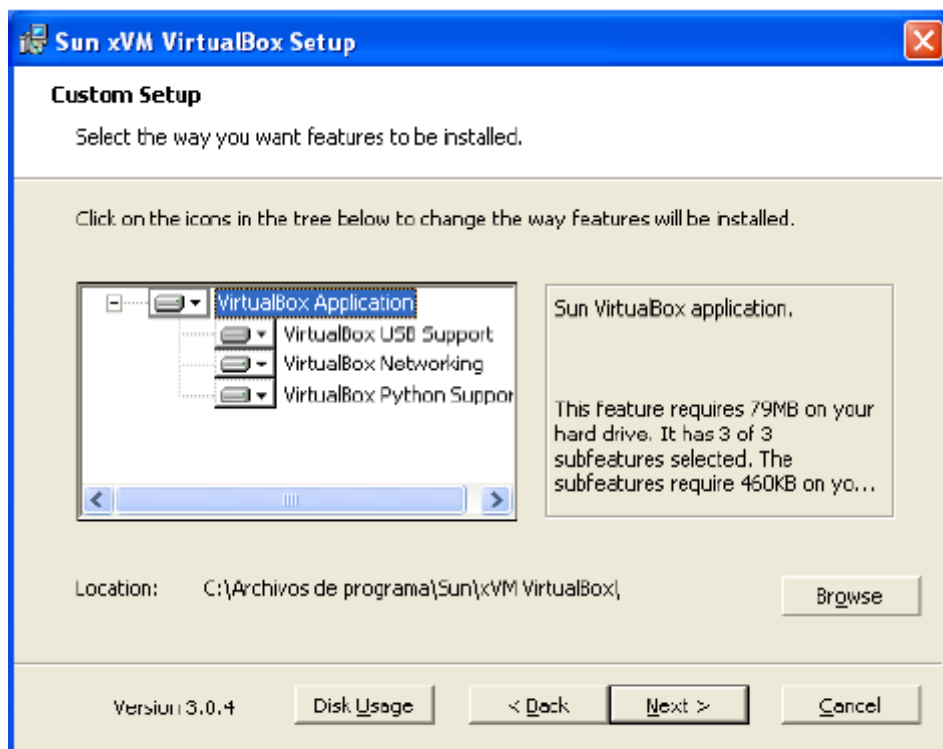 Sun xVM VirtualBox Setup
Custom Setup
Select the way you want features to be installed.
Click on the icons in the tree below to change the way features will be installed.
VirtualBox Application
VirtualBox USB Support
VirtualBox Networking
VirtualBox Python Suppor
Sun VirtuaBox application.
This feature requires 79MB on your
hard drive. It has 3 of 3
subfeatures selected. The
subfeatures require 460KB on yo...
Location: C:\Archivos de programa\Sun\xVM VirtualBox\
Browse
Version 3.0.4
Disk Usage
< Back
Next >
Cancel